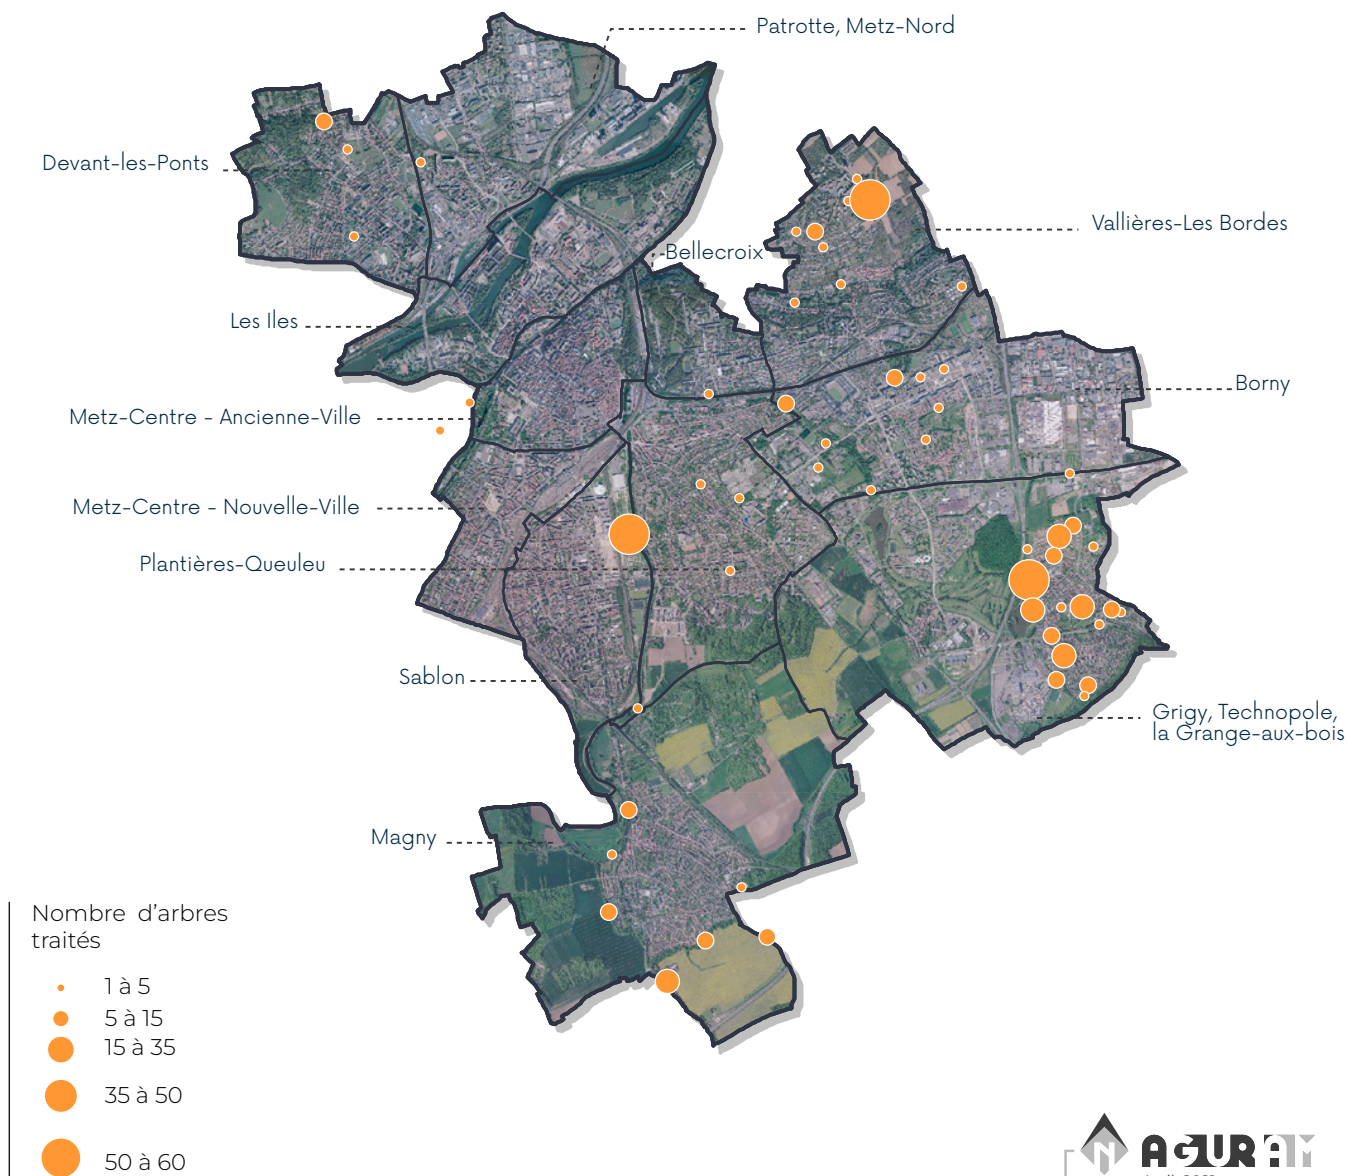 Patrotte, Metz-Nord
Devant-les-Ponts
Vallières-Les Bordes
Bellecroix
Les Iles
Borny
Metz-Centre - Ancienne-Ville
Metz-Centre - Nouvelle-Ville
Plantières-Queuleu
Sablon
Grigy, Technopole,
la Grange-aux-bois
Magny
Nombre d'arbres
traités
1 à 5
5 à 15
15 à 35
35 à 50
50 à 60
N
AGURAM